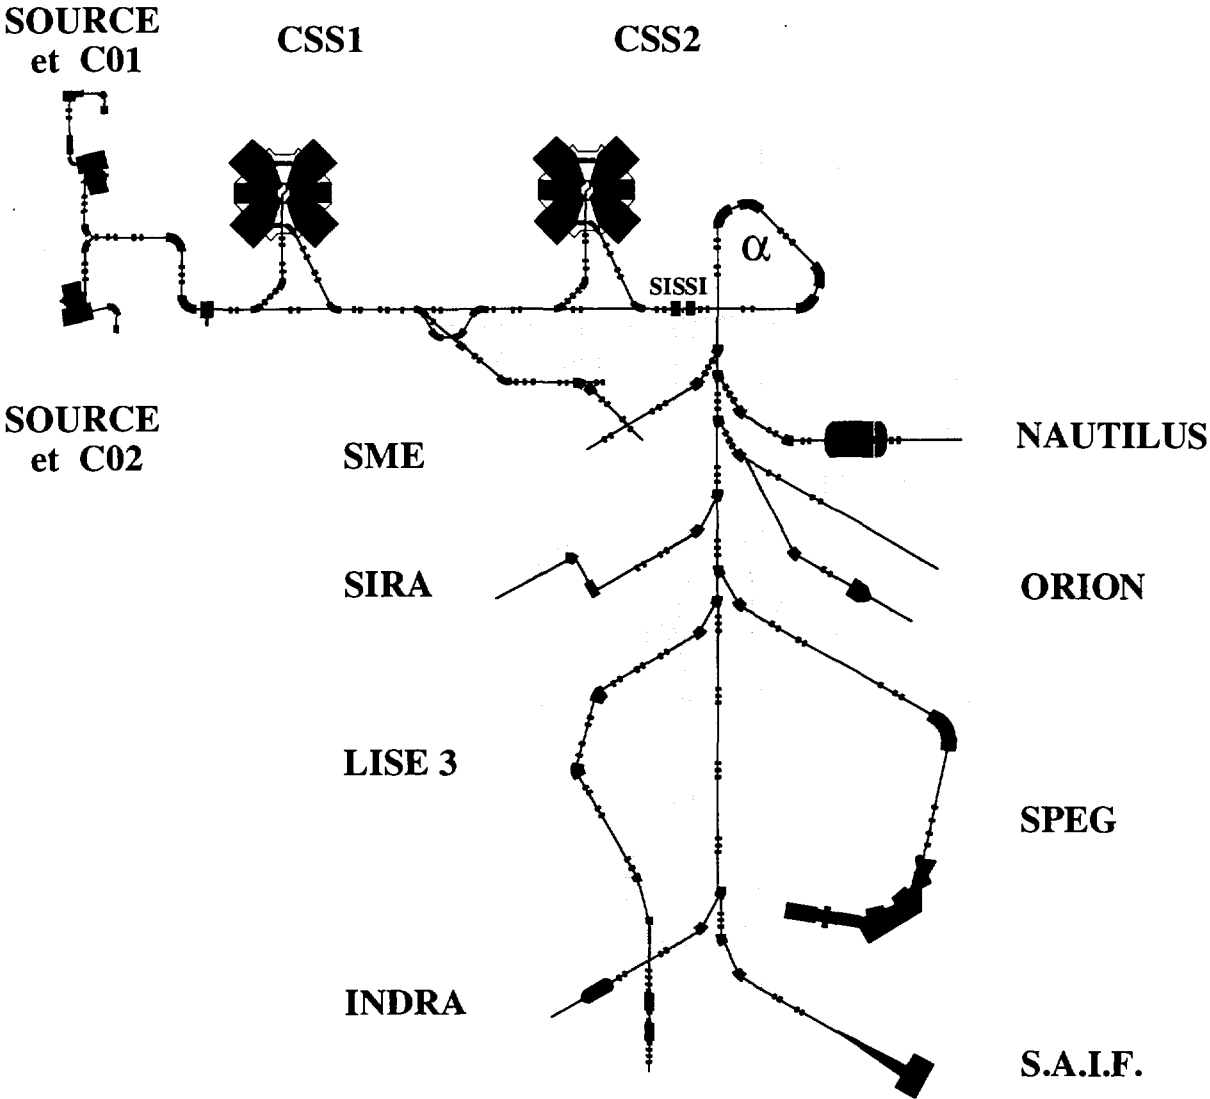 SOURCE
et C01
CSS1
CSS2
SISSI
α
SOURCE
et C02
SME
NAUTILUS
SIRA
ORION
LISE 3
SPEG
INDRA
S.A.I.F.